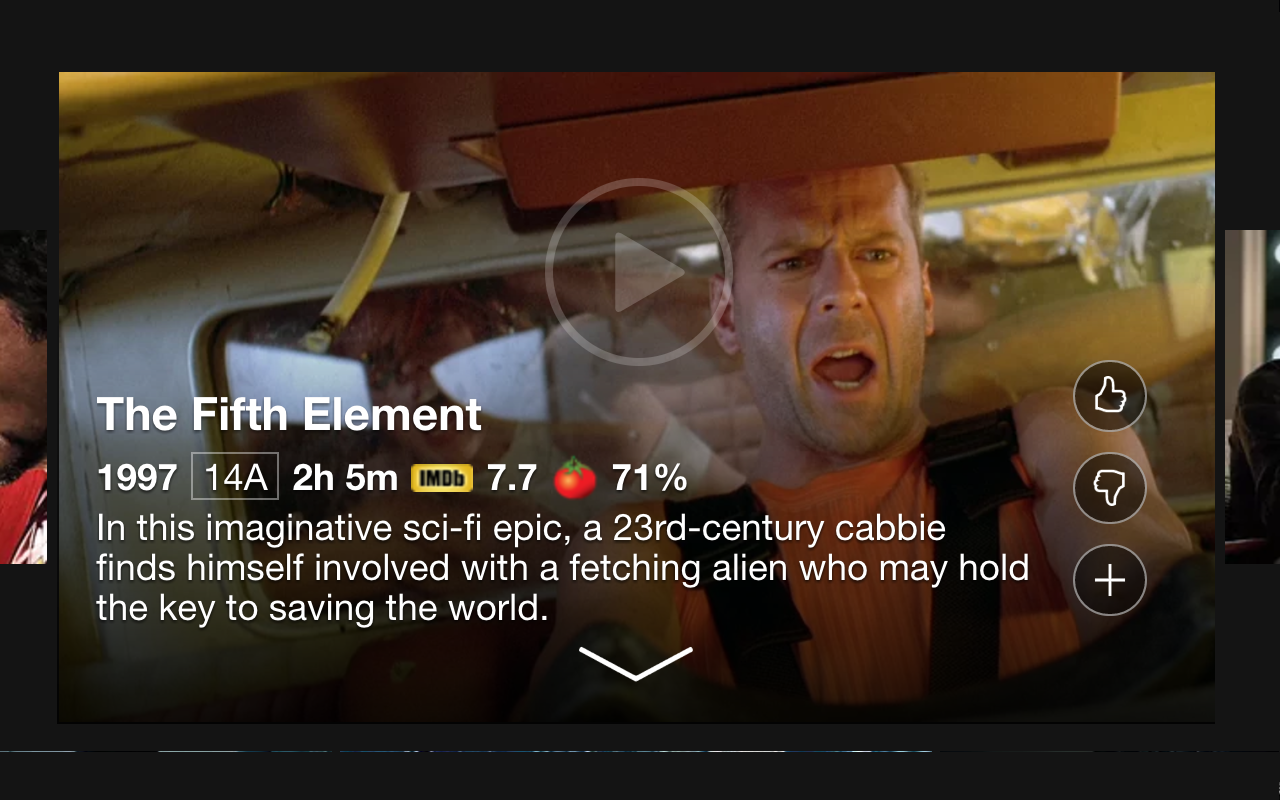 The Fifth Element
1997 14A 2h 5m IMDb 7.7 71%
In this imaginative sci-fi epic, a 23rd-century cabbie
finds himself involved with a fetching alien who may hold
the key to saving the world.